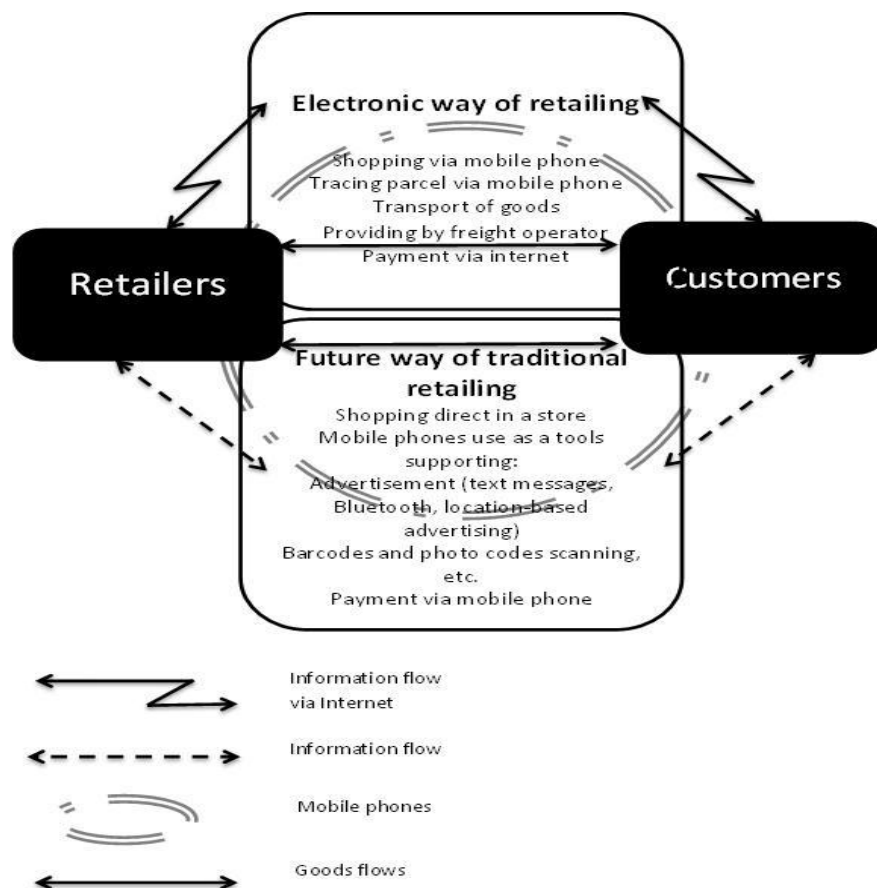 Electronic way of retailing
Shopping via mobile phone
Tracing parcel via mobile phone
Transport of goods
Providing by freight operator
Payment via internet
Retailers
Customers
Future way of traditional
retailing
Shopping direct in a store
Mobile phones use as a tools
supporting:
Advertisement (text messages,
Bluetooth, location-based
advertising)
Barcodes and photo codes scanning,
etc.
Payment via mobile phone
Information flow
via Internet
Information flow
Mobile phones
Goods flows